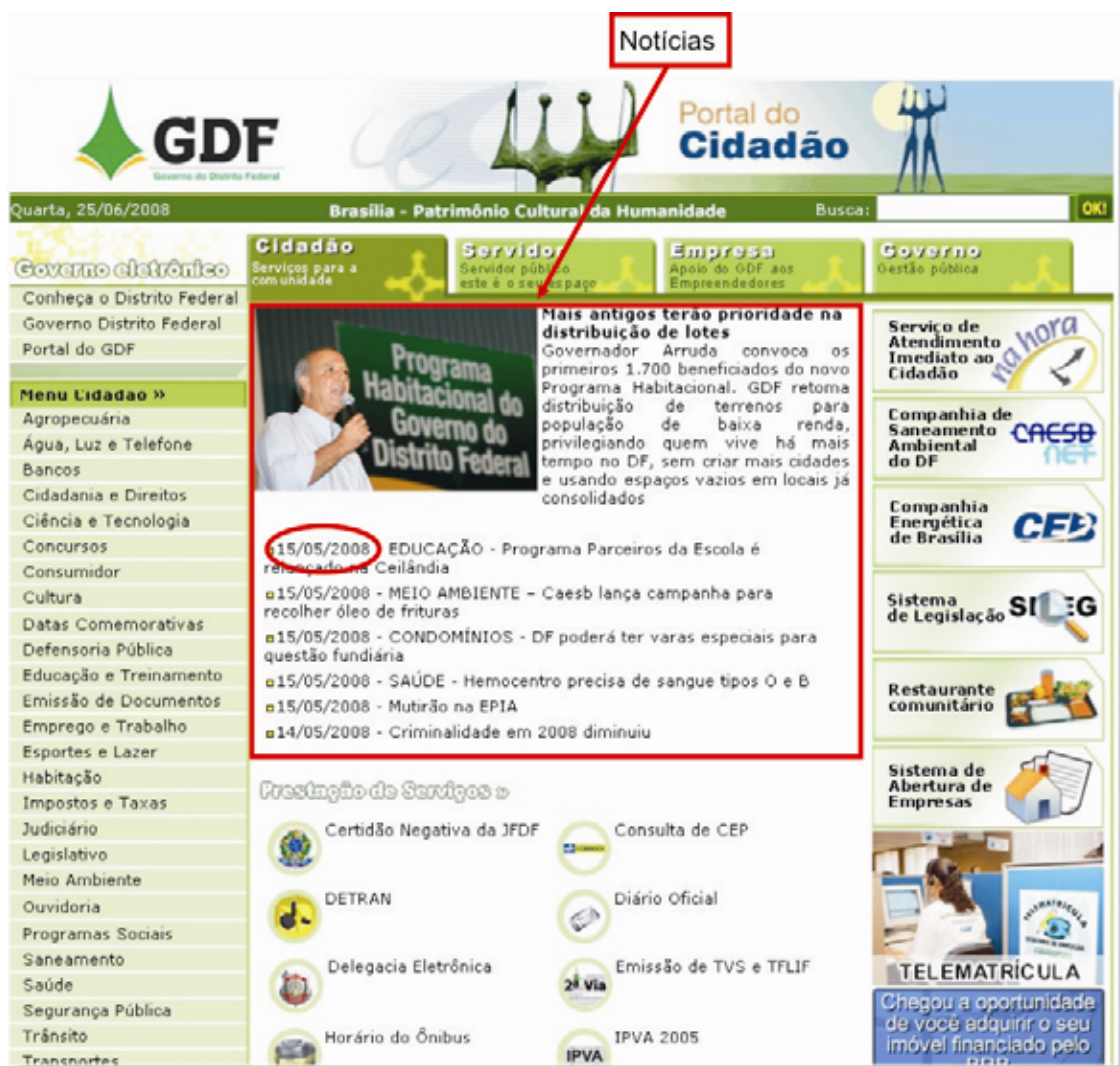 Notícias
GDF
Governo do Distrito Federal
Portal do
Cidadão
Quarta, 25/06/2008
Brasília - Patrimônio Cultural da Humanidade
Busca:
OK!
Governo eletrônico
Conheça o Distrito Federal
Governo Distrito Federal
Portal do GDF
Menu Cidadao »
Agropecuária
Água, Luz e Telefone
Bancos
Cidadania e Direitos
Ciência e Tecnologia
Concursos
Consumidor
Cultura
Datas Comemorativas
Defensoria Pública
Educação e Treinamento
Emissão de Documentos
Emprego e Trabalho
Esportes e Lazer
Habitação
Impostos e Taxas
Judiciário
Legislativo
Meio Ambiente
Ouvidoria
Programas Sociais
Saneamento
Saúde
Segurança Pública
Trânsito
Transportes
Cidadão
Serviços para a
comunidade
Servidor
Servidor público
este é o seu espaço
Empresa
Apoio do GDF aos
Empreendedores
Governo
Gestão pública
Programa
Habitacional do
Governo do
Distrito Federal
Mais antigos terão prioridade na
distribuição de lotes
Governador Arruda convoca os
primeiros 1.700 beneficiados do novo
Programa Habitacional. GDF retoma
distribuição de terrenos para
população de baixa renda,
privilegiando quem vive há mais
tempo no DF, sem criar mais cidades
e usando espaços vazios em locais já
consolidados
15/05/2008 - EDUCAÇÃO - Programa Parceiros da Escola é
relançado na Ceilândia
15/05/2008 - MEIO AMBIENTE – Caesb lança campanha para
recolher óleo de frituras
15/05/2008 - CONDOMÍNIOS - DF poderá ter varas especiais para
questão fundiária
15/05/2008 - SAÚDE - Hemocentro precisa de sangue tipos O e B
15/05/2008 - Mutirão na EPIA
14/05/2008 - Criminalidade em 2008 diminuiu
Prestação de Serviços »
Certidão Negativa da JFDF
Consulta de CEP
DETRAN
Diário Oficial
Delegacia Eletrônica
2ª Via
Emissão de TVS e TFLIF
Horário do Ônibus
IPVA
IPVA 2005
Serviço de
Atendimento
Imediato ao
Cidadão
na hora
Companhia de
Saneamento
Ambiental
do DF
CAESB
NET
Companhia
Energética
de Brasília
CEB
Sistema
de Legislação
SILEG
Restaurante
comunitário
Sistema de
Abertura de
Empresas
TELEMATRÍCULA
TELEMATRÍCULA
Chegou a oportunidade
de você adquirir o seu
imóvel financiado pelo
BRB